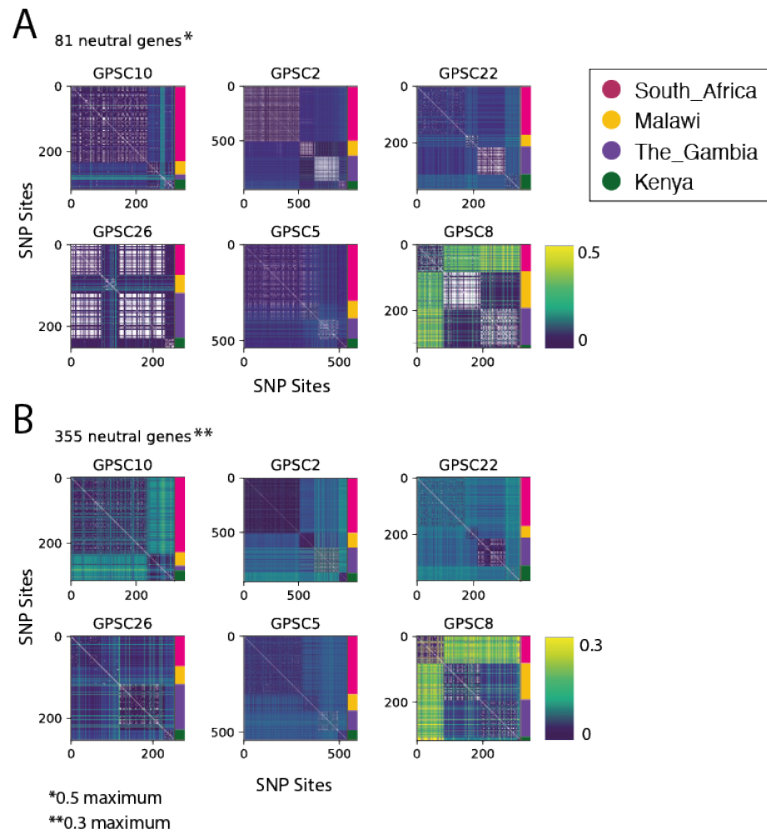 A
81 neutral genes*
GPSC10 GPSC2 GPSC22
0 0 0
200 500 200
0 200 0 500 0 200
GPSC26 GPSC5 GPSC8
0 0 0
200 500 200
0 200 0 500 0 200
SNP Sites
SNP Sites
0.5
0
South_Africa
Malawi
The_Gambia
Kenya
B
355 neutral genes**
GPSC10 GPSC2 GPSC22
0 0 0
200 500 200
0 200 0 500 0 200
GPSC26 GPSC5 GPSC8
0 0 0
200 500 200
0 200 0 500 0 200
SNP Sites
SNP Sites
0.3
0
*0.5 maximum
**0.3 maximum